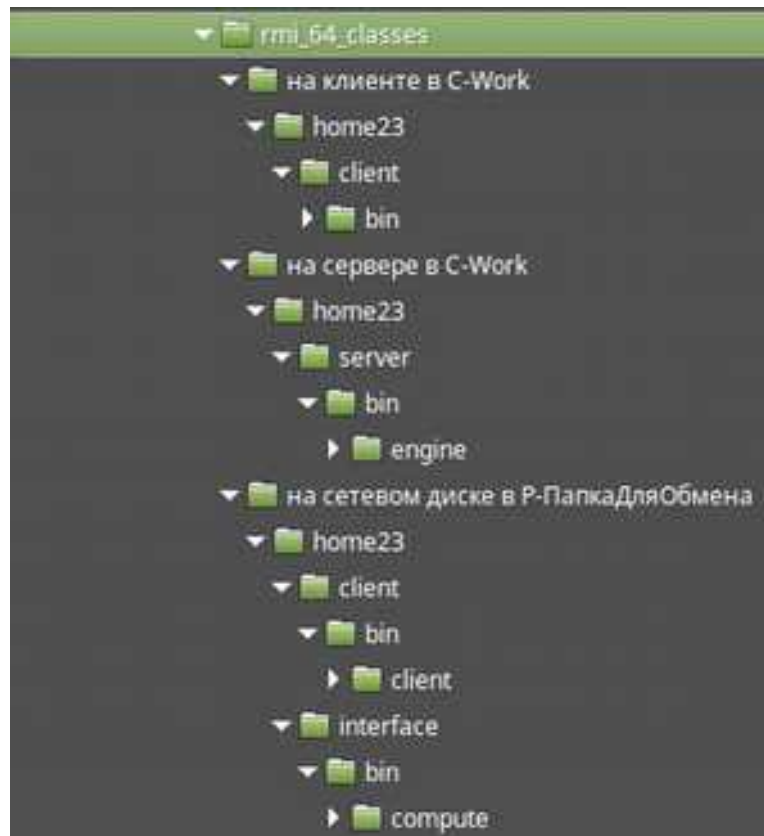 rmi_64_classes
на клиенте в C-Work
home23
client
bin
на сервере в C-Work
home23
server
bin
engine
на сетевом диске в P-ПапкаДляОбмена
home23
client
bin
client
interface
bin
compute